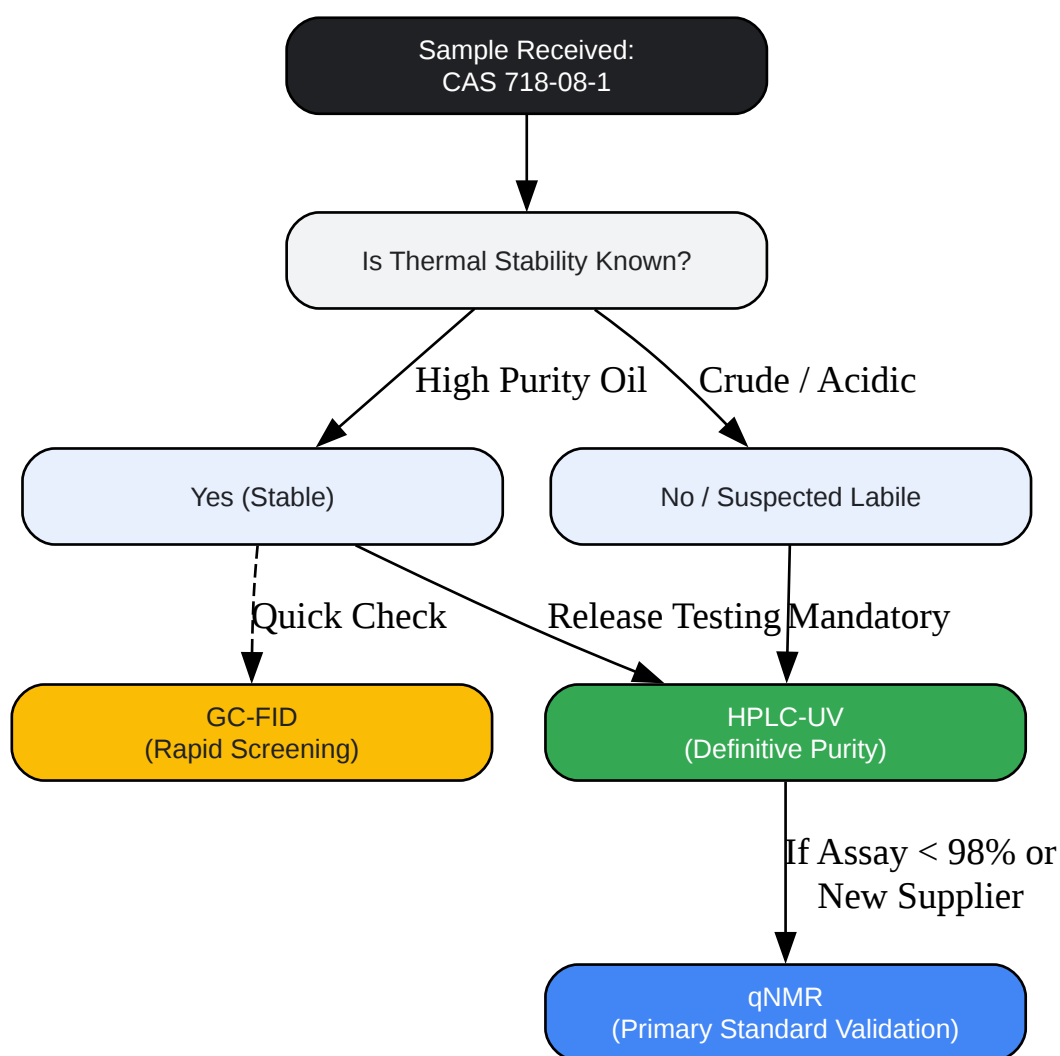 Sample Received:
CAS 718-08-1
Is Thermal Stability Known?
High Purity Oil
Crude / Acidic
Yes (Stable)
No / Suspected Labile
Quick Check
Release Testing
Mandatory
GC-FID
(Rapid Screening)
HPLC-UV
(Definitive Purity)
If Assay < 98% or
New Supplier
qNMR
(Primary Standard Validation)